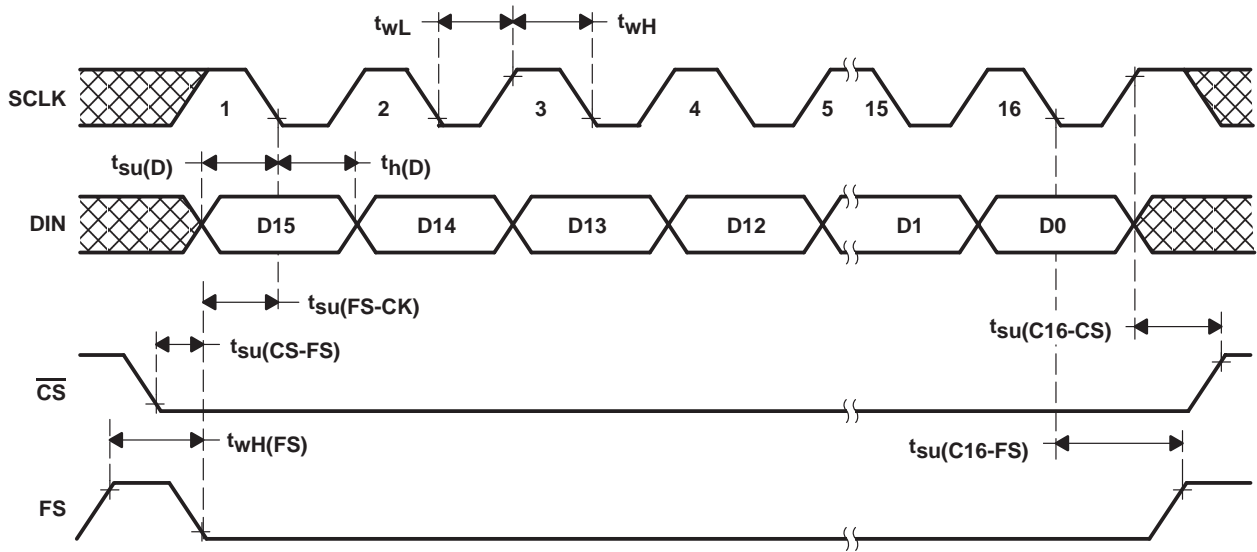 twL
twH
SCLK
1
2
3
4
5
15
16
tsu(D)
th(D)
DIN
D15
D14
D13
D12
D1
D0
tsu(FS-CK)
tsu(C16-CS)
tsu(CS-FS)
CS
twH(FS)
tsu(C16-FS)
FS